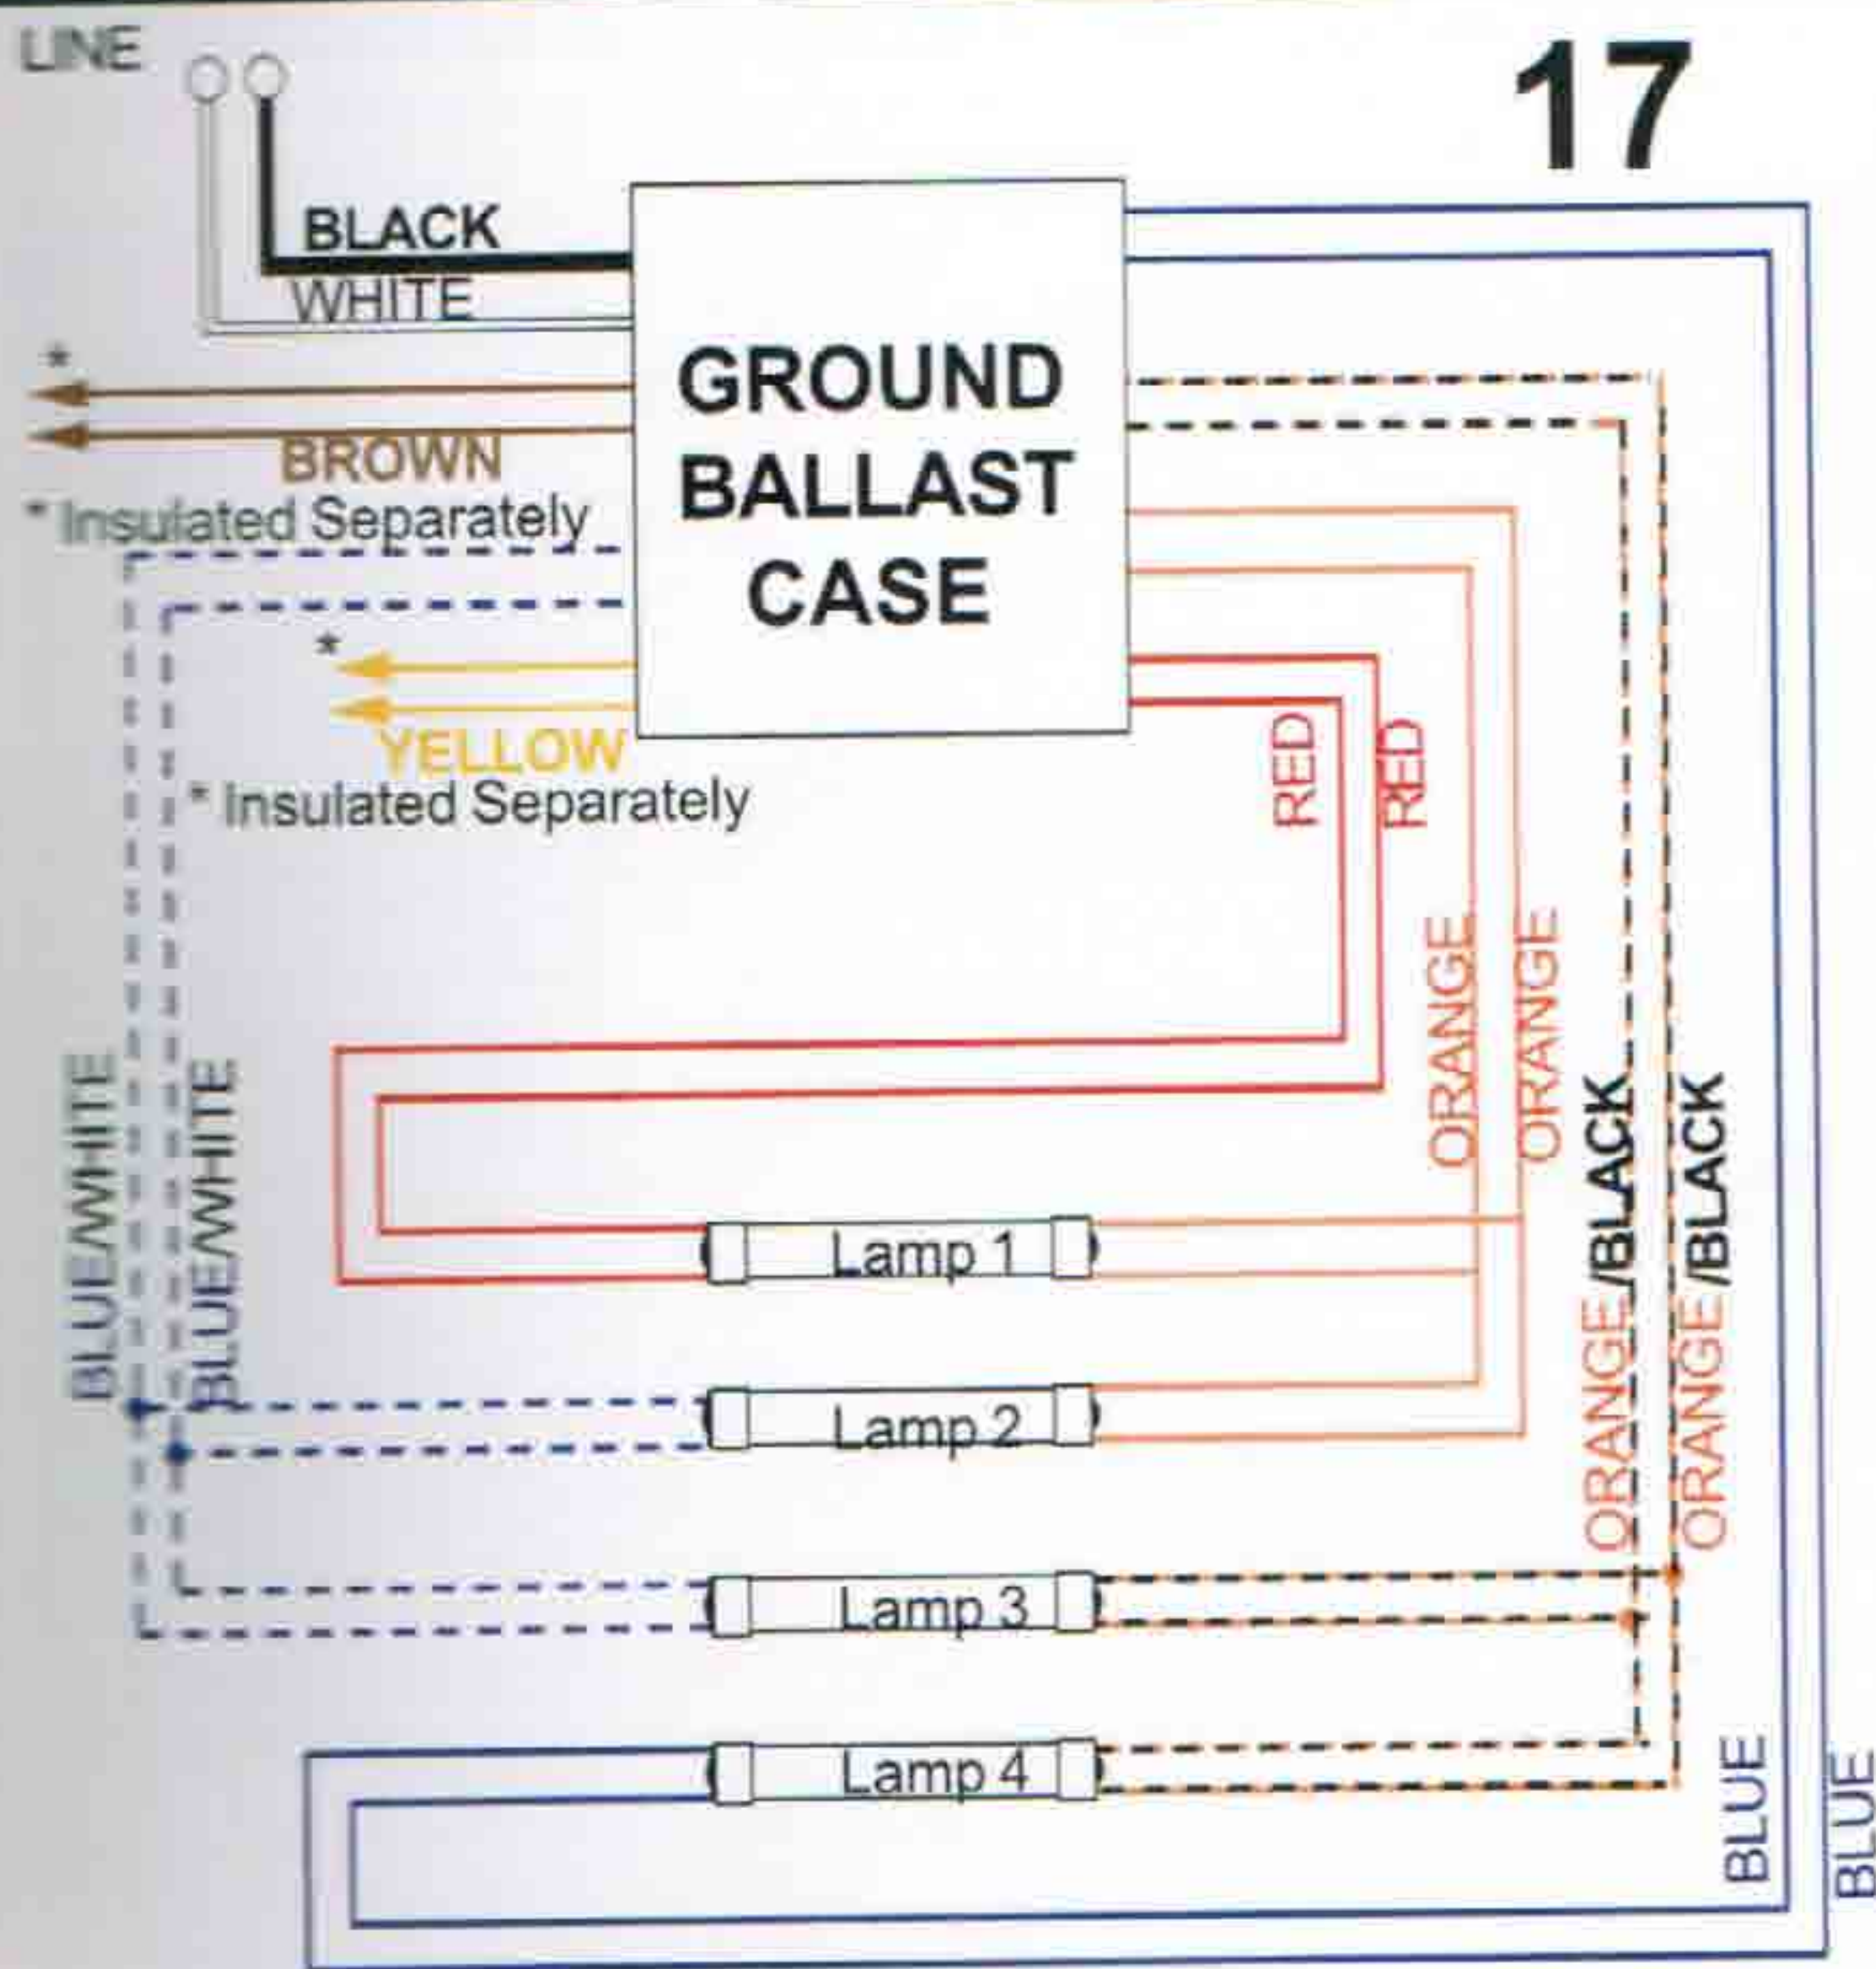 LINE
17
BLACK
WHITE
*
BROWN
* Insulated Separately
GROUND
BALLAST
CASE
*
YELLOW
* Insulated Separately
RED
RED
ORANGE
ORANGE
ORANGE/BLACK
ORANGE/BLACK
BLUE/WHITE
BLUE/WHITE
Lamp 1
Lamp 2
Lamp 3
Lamp 4
BLUE
BLUE